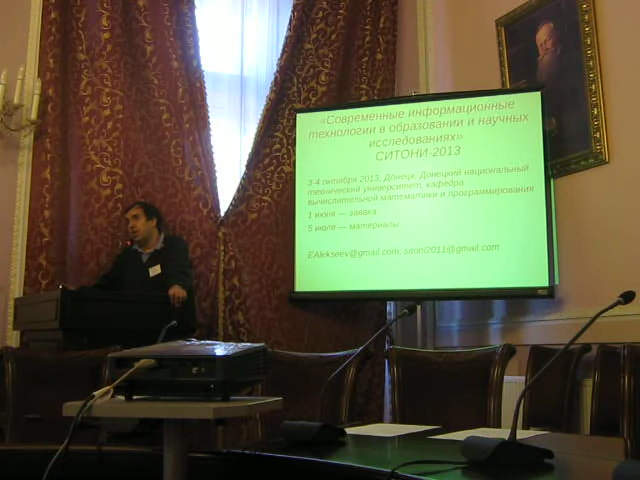 «Современные информационные
технологии в образовании и научных
исследованиях»
СИТОНИ-2013
3-4 октября 2013, Донецк, Донецкий национальный
технический университет, кафедра
вычислительной математики и программирования
1 июня — заявка
5 июля — материалы
EAlekseev@gmail.com, sitoni2011@gmail.com